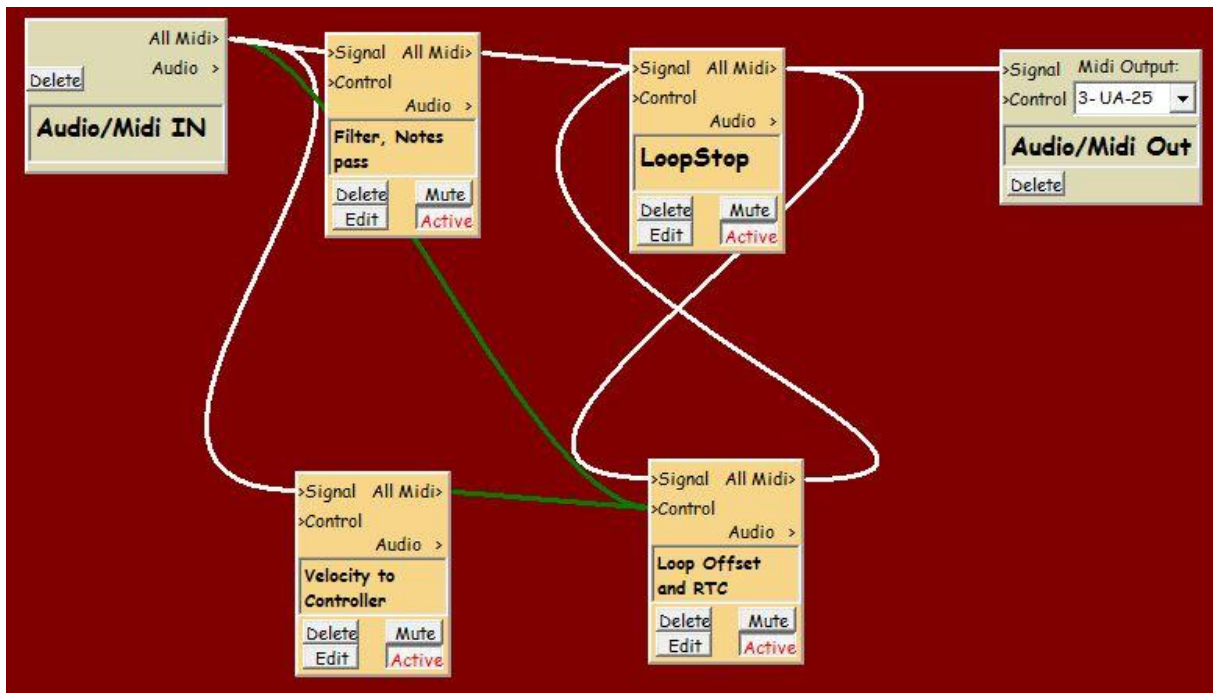 All Midi>
Audio >
Delete
Audio/Midi IN
>Signal All Midi>
>Control
Audio >
Filter, Notes
pass
Delete Mute
Edit Active
>Signal All Midi>
>Control
Audio >
LoopStop
Delete Mute
Edit Active
>Signal Midi Output:
>Control 3- UA-25
Audio/Midi Out
Delete
>Signal All Midi>
>Control
Audio >
Velocity to
Controller
Delete Mute
Edit Active
>Signal All Midi>
>Control
Audio >
Loop Offset
and RTC
Delete Mute
Edit Active